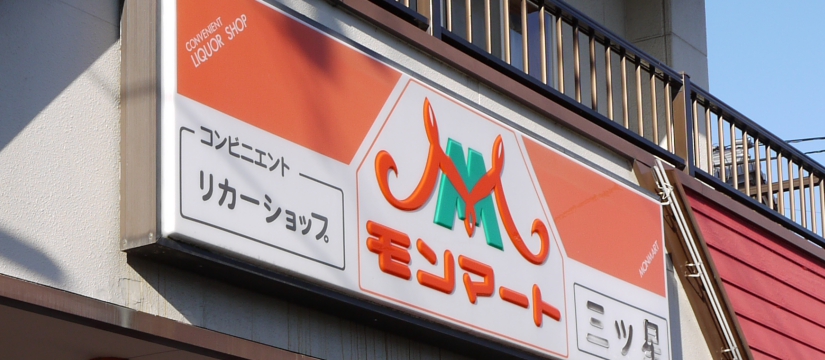 CONVENIENT
LIQUOR SHOP
コンビニエント
リカーショップ
M
モンマート
MONMART
三ッ星